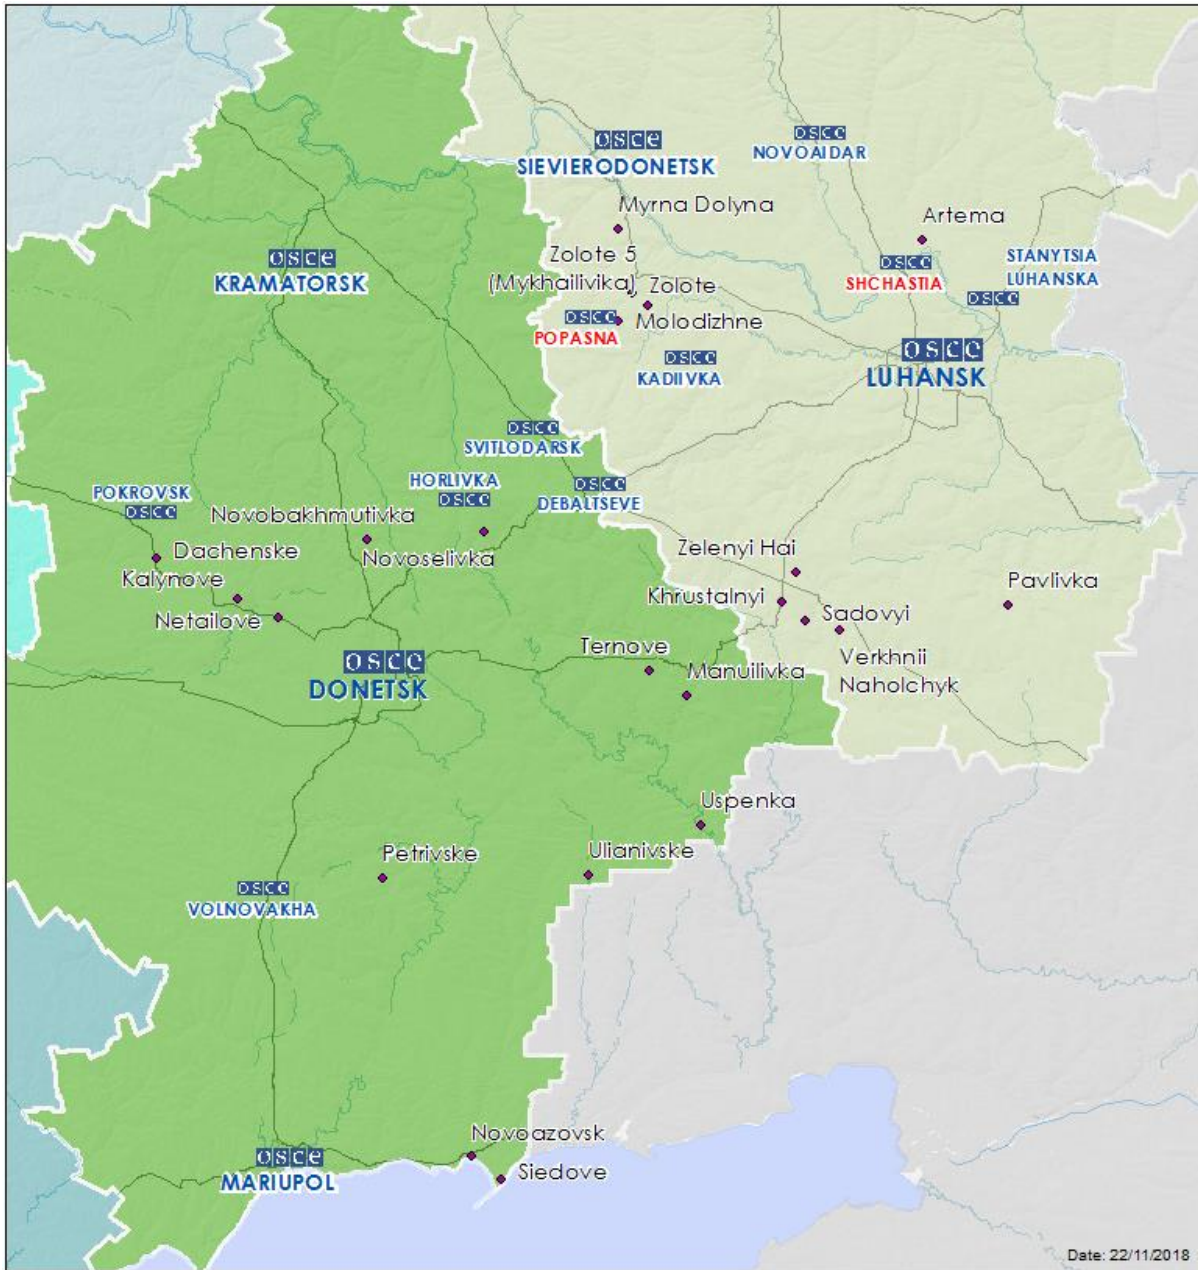 osce
NOVOAIDAR
osce
SIEVIERODONETSK
Myrna Dolyna
Artema
osce
KRAMATORSK
Zolote 5
(Mykhailivika)
Zolote
osce
SHCHASTIA
STANYTSIA
LUHANSKA
osce
osce
POPASNA
Molodizhne
osce
KADIIVKA
osce
LUHANSK
osce
SVITLODARSK
HORLIVKA
osce
osce
DEBALTSEVE
POKROVSK
osce
Novobakhmutivka
Dachenske
Novoselivka
Kalynove
Netailove
Zelenyi Hai
Khrustalnyi
Sadovyi
Pavlivka
Verkhnii
Naholchyk
Ternove
Manuilivka
osce
DONETSK
Uspenka
Petrivske
Ulianivske
osce
VOLNOVAKHA
Novoazovsk
Siedove
osce
MARIUPOL
Date: 22/11/2018